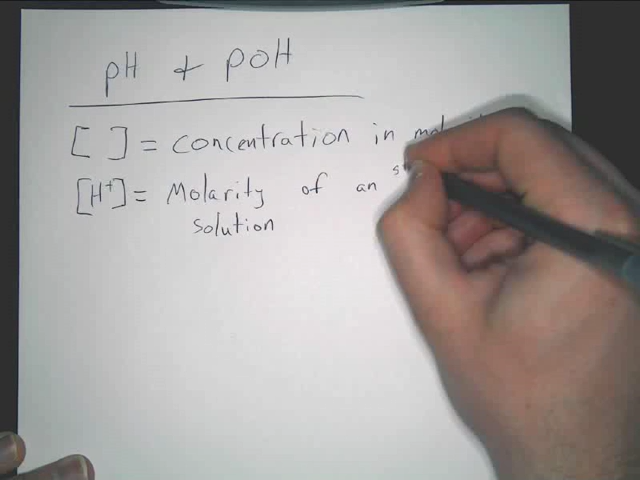 pH + pOH
[ ] = Concentration in
[H⁺] = Molarity of an
solution